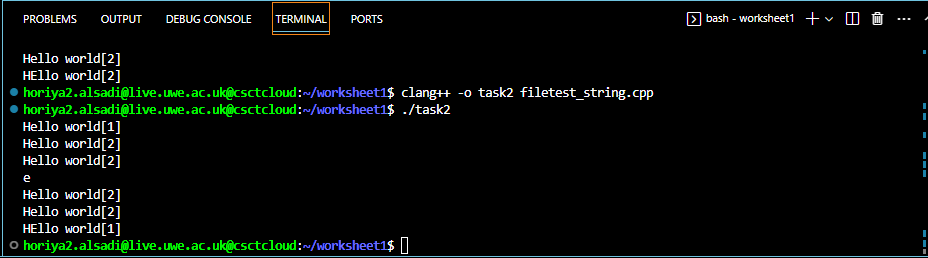 PROBLEMS OUTPUT DEBUG CONSOLE TERMINAL PORTS bash - worksheet1
Hello world[2]
HEllo world[2]
horiya2.alsadi@live.uwe.ac.uk@csctcloud:~/worksheet1$ clang++ -o task2 filetest_string.cpp
horiya2.alsadi@live.uwe.ac.uk@csctcloud:~/worksheet1$ ./task2
Hello world[1]
Hello world[2]
Hello world[2]
e
Hello world[2]
Hello world[2]
HEllo world[1]
horiya2.alsadi@live.uwe.ac.uk@csctcloud:~/worksheet1$